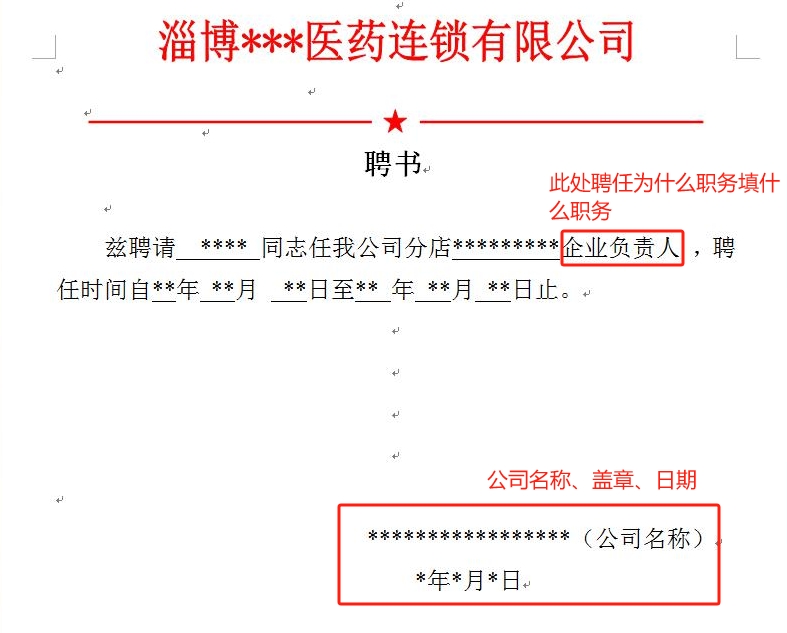 淄博***医药连锁有限公司
聘书
此处聘任为什么职务填什
么职务
兹聘请 **** 同志任我公司分店*********企业负责人 ，聘
任时间自**年 **月 **日至** 年 **月 **日止。
公司名称、盖章、日期
*****************（公司名称）
*年*月*日